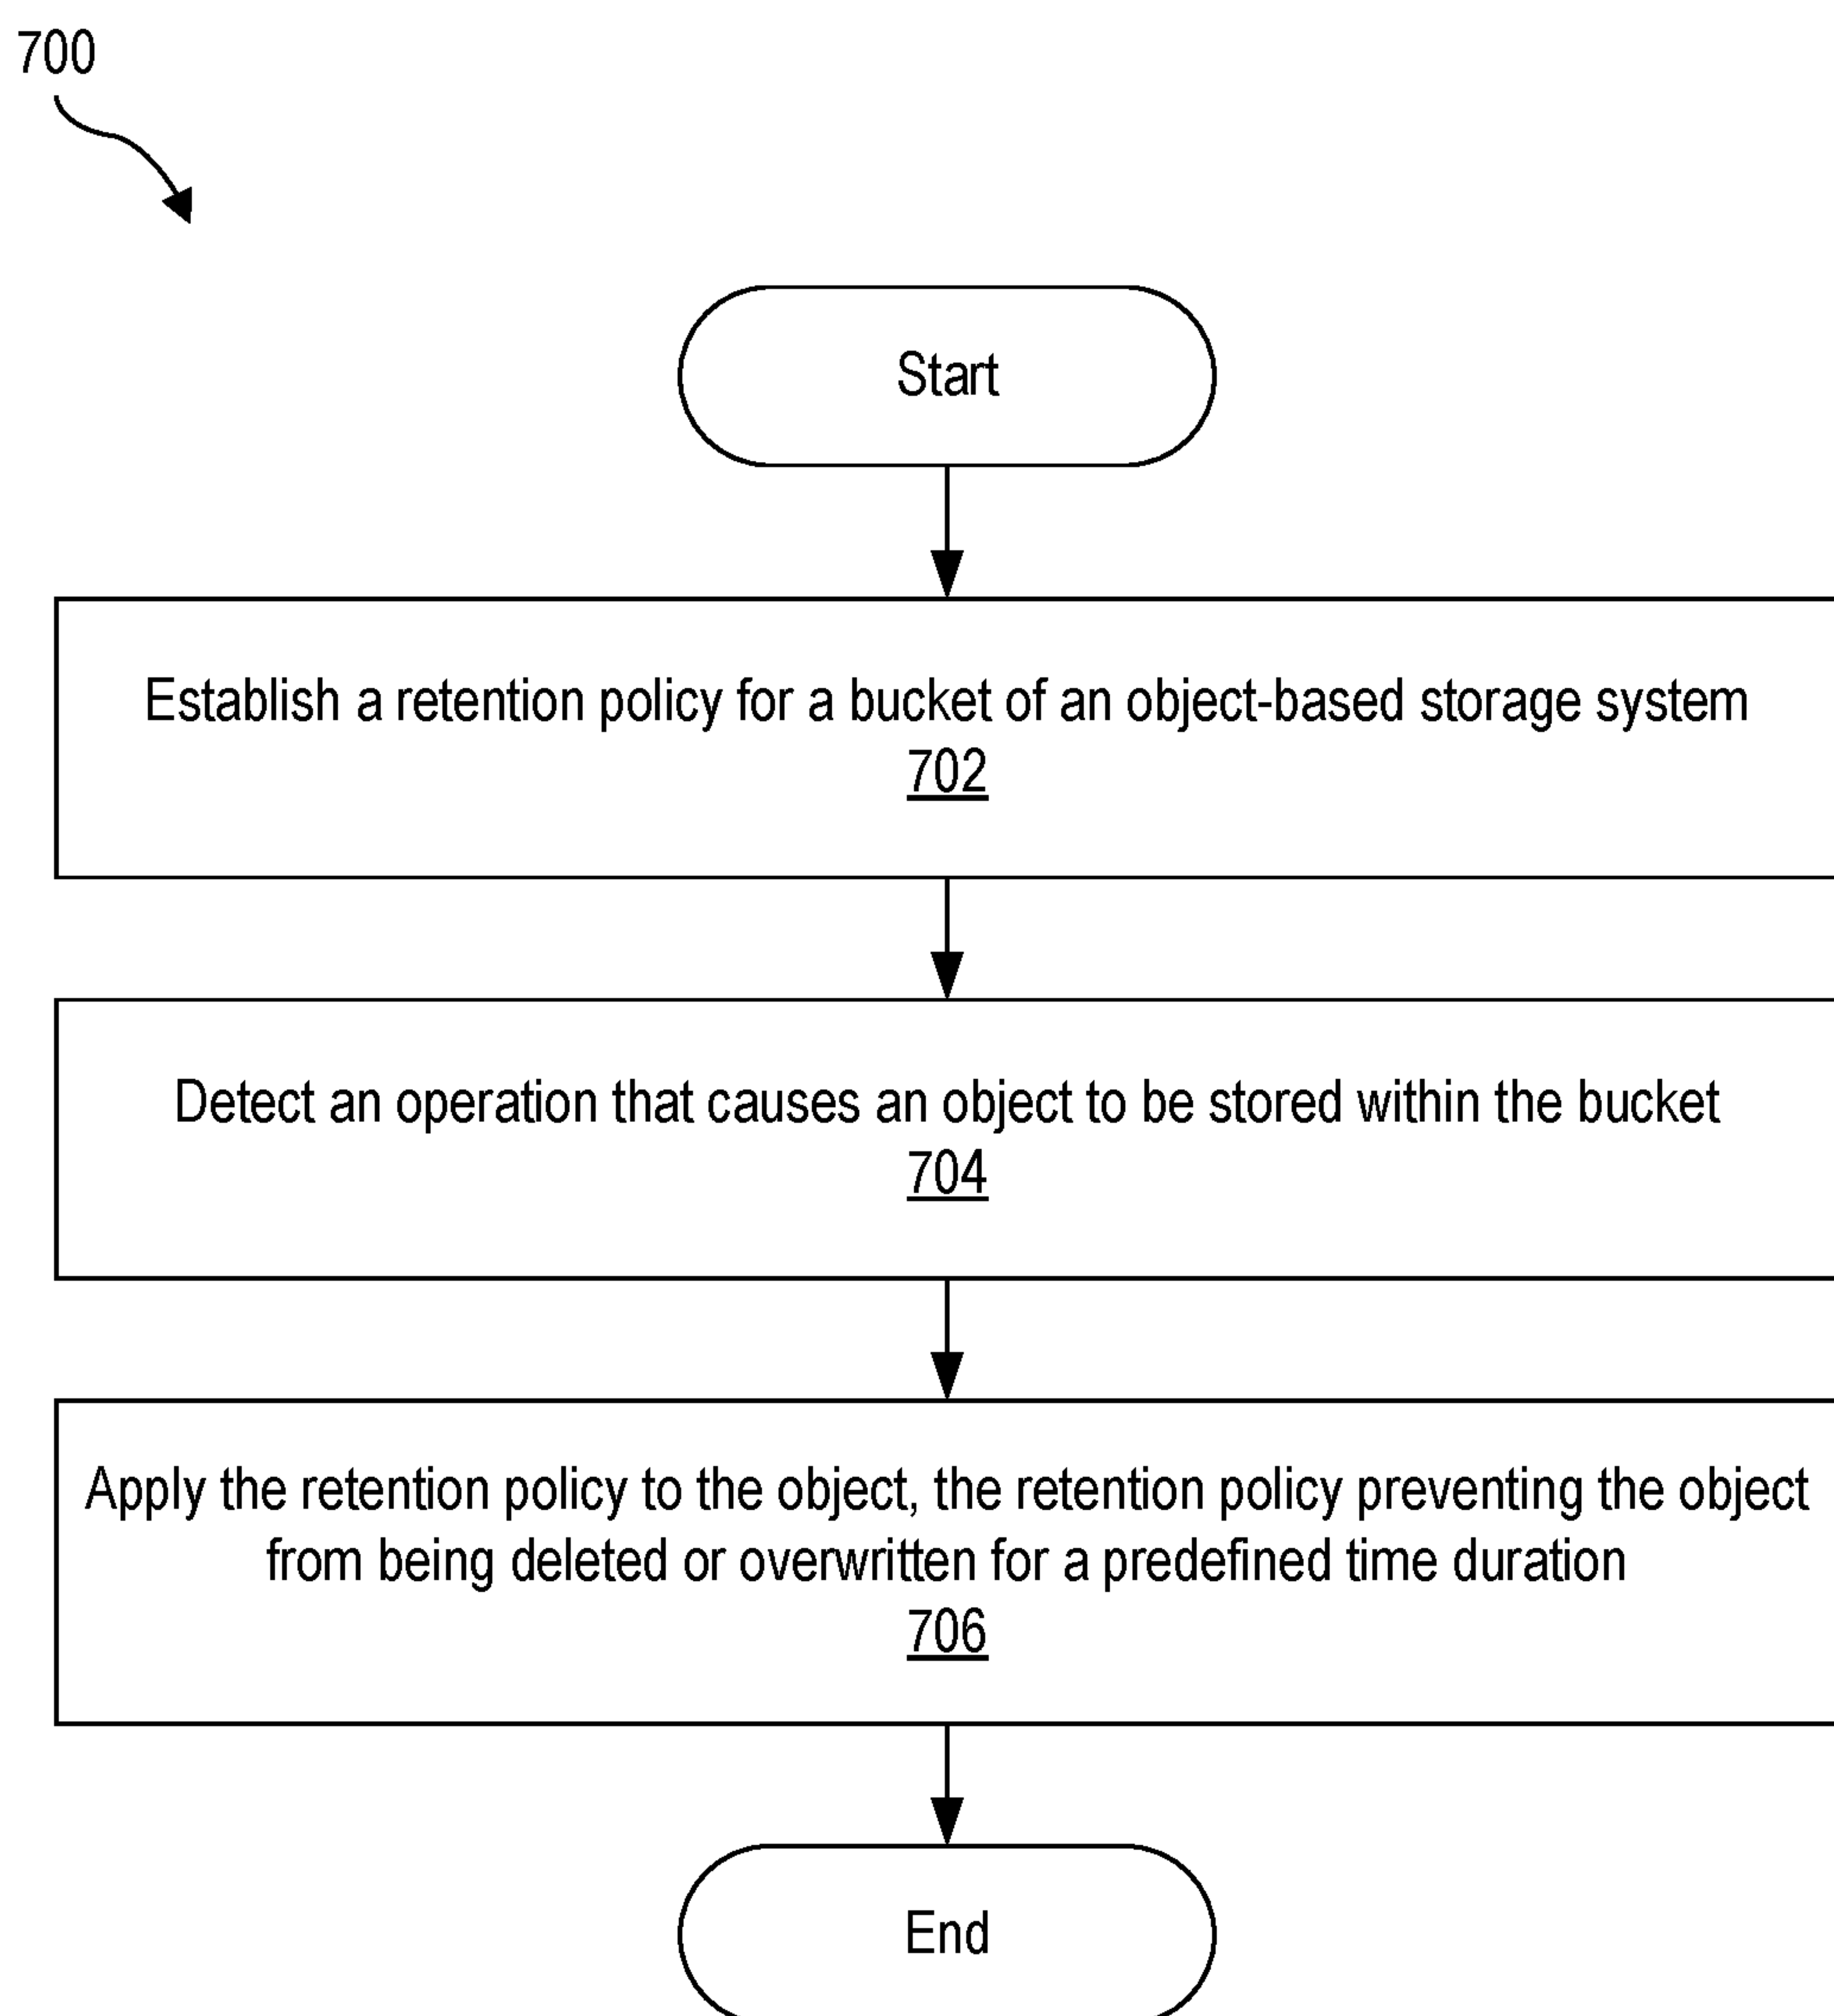 700
Start
Establish a retention policy for a bucket of an object-based storage system
702
Detect an operation that causes an object to be stored within the bucket
704
Apply the retention policy to the object, the retention policy preventing the object
from being deleted or overwritten for a predefined time duration
706
End